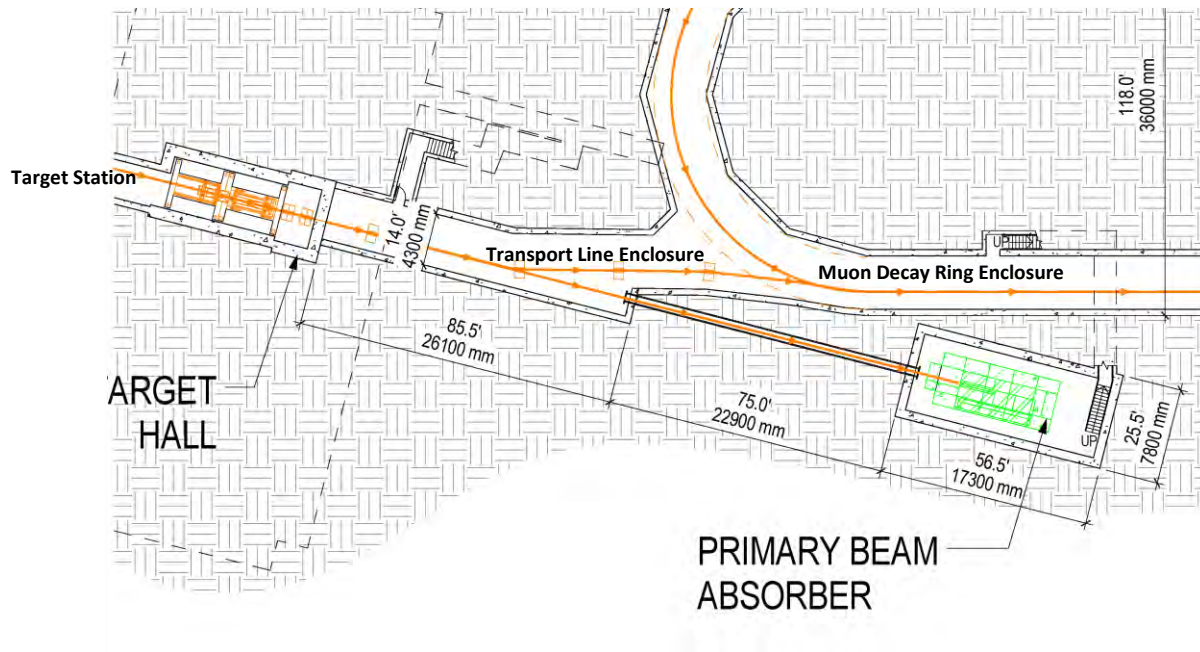 118.0'
36000 mm
Target Station
14.0'
4300 mm
Transport Line Enclosure
UP
Muon Decay Ring Enclosure
85.5'
26100 mm
ARGET
HALL
75.0'
22900 mm
25.5'
7800 mm
UP
56.5'
17300 mm
PRIMARY BEAM
ABSORBER